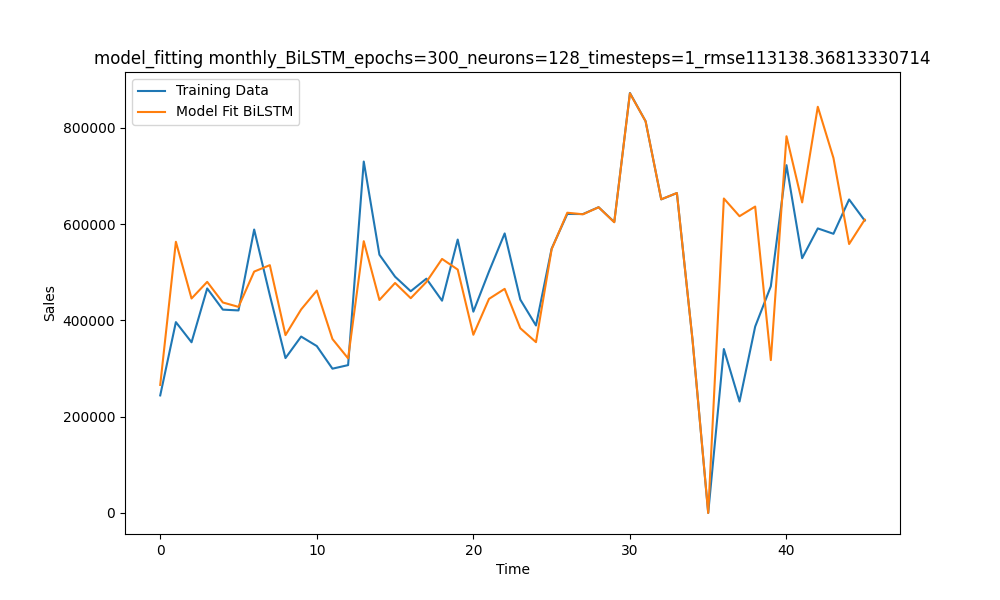 model_fitting monthly_BiLSTM_epochs=300_neurons=128_timesteps=1_rmse113138.36813330714
Training Data
Model Fit BiLSTM
800000
600000
400000
200000
0
Sales
0 10 20 30 40
Time